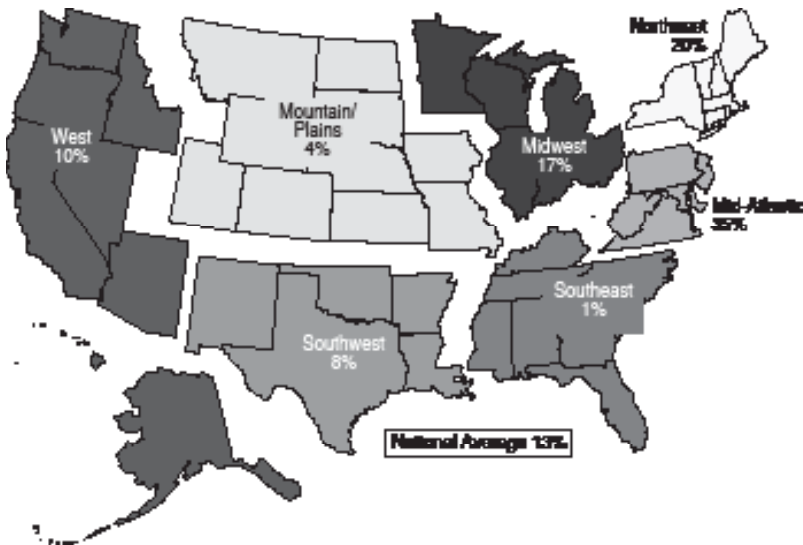 Northeast
20%
Mountain/
Plains
4%
West
10%
Midwest
17%
Mid-Atlantic
Southeast
1%
Southwest
8%
National Average 13%